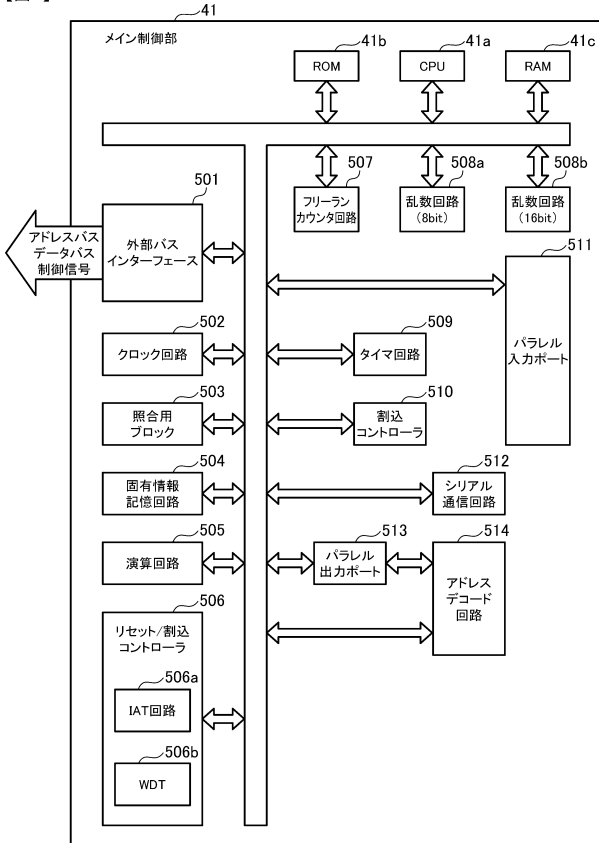 41
メイン制御部
41b
41a
41c
ROM
CPU
RAM
501
外部バス
インターフェース
アドレスバス
データバス
制御信号
507
フリーラン
カウンタ回路
508a
乱数回路
(8bit)
508b
乱数回路
(16bit)
511
パラレル
入力ポート
502
クロック回路
509
タイマ回路
503
照合用
ブロック
510
割込
コントローラ
504
固有情報
記憶回路
512
シリアル
通信回路
505
演算回路
513
パラレル
出力ポート
514
アドレス
デコード
回路
506
リセット/割込
コントローラ
506a
IAT回路
506b
WDT